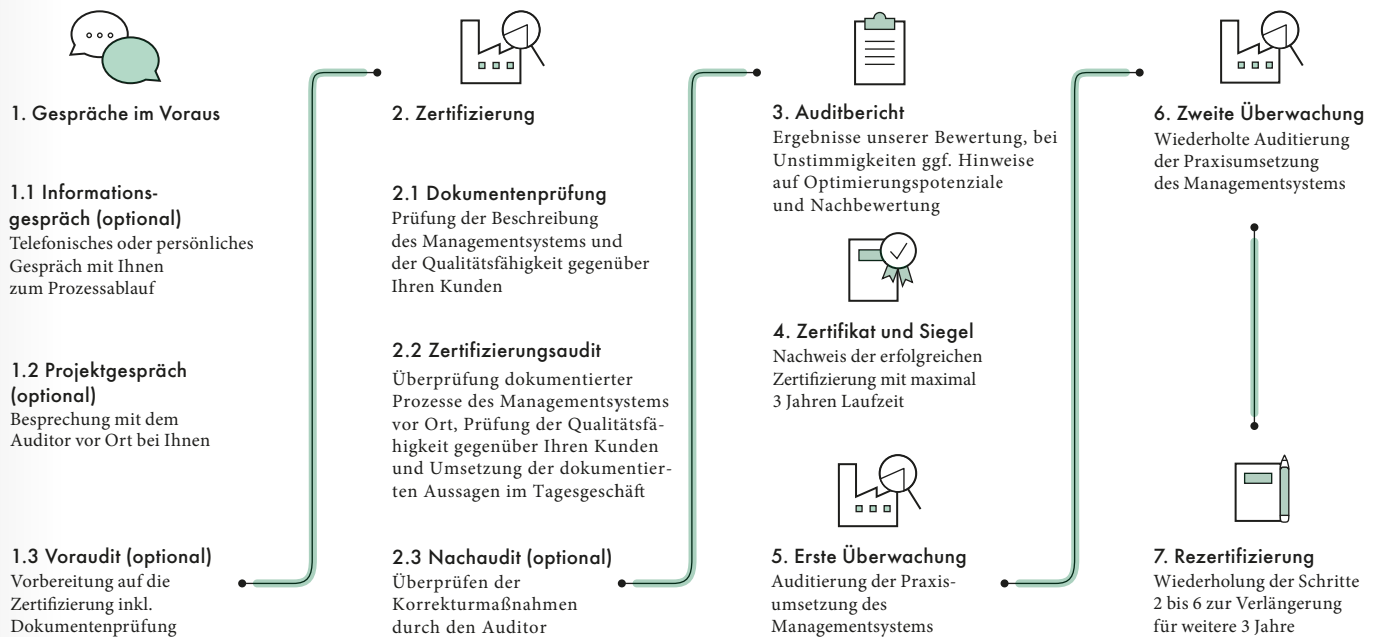 1. Gespräche im Voraus
1.1 Informations-
gespräch (optional)
Telefonisches oder persönliches
Gespräch mit Ihnen
zum Prozessablauf
1.2 Projektgespräch
(optional)
Besprechung mit dem
Auditor vor Ort bei Ihnen
1.3 Voraudit (optional)
Vorbereitung auf die
Zertifizierung inkl.
Dokumentenprüfung
2. Zertifizierung
2.1 Dokumentenprüfung
Prüfung der Beschreibung
des Managementsystems und
der Qualitätsfähigkeit gegenüber
Ihren Kunden
2.2 Zertifizierungsaudit
Überprüfung dokumentierter
Prozesse des Managementsystems
vor Ort, Prüfung der Qualitätsfä-
higkeit gegenüber Ihren Kunden
und Umsetzung der dokumentier-
ten Aussagen im Tagesgeschäft
2.3 Nachaudit (optional)
Überprüfen der
Korrekturmaßnahmen
durch den Auditor
3. Auditbericht
Ergebnisse unserer Bewertung, bei
Unstimmigkeiten ggf. Hinweise
auf Optimierungspotenziale
und Nachbewertung
4. Zertifikat und Siegel
Nachweis der erfolgreichen
Zertifizierung mit maximal
3 Jahren Laufzeit
5. Erste Überwachung
Auditierung der Praxis-
umsetzung des
Managementsystems
6. Zweite Überwachung
Wiederholte Auditierung
der Praxisumsetzung
des Managementsystems
7. Rezertifizierung
Wiederholung der Schritte
2 bis 6 zur Verlängerung
für weitere 3 Jahre